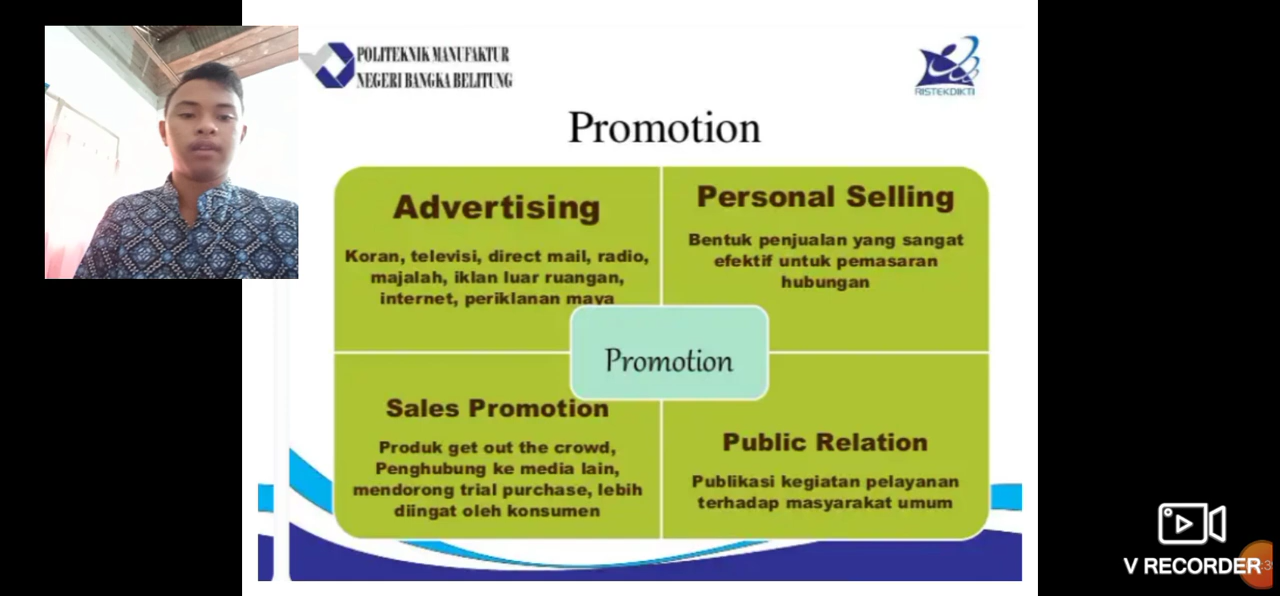 POLITEKNIK MANUFAKTUR
NEGERI BANGKA BELITUNG
RISTEKDIKTI
Promotion
Advertising
Koran, televisi, direct mail, radio,
majalah, iklan luar ruangan,
internet, periklanan maya
Personal Selling
Bentuk penjualan yang sangat
efektif untuk pemasaran
hubungan
Promotion
Sales Promotion
Produk get out the crowd,
Penghubung ke media lain,
mendorong trial purchase, lebih
diingat oleh konsumen
Public Relation
Publikasi kegiatan pelayanan
terhadap masyarakat umum
V RECORDER